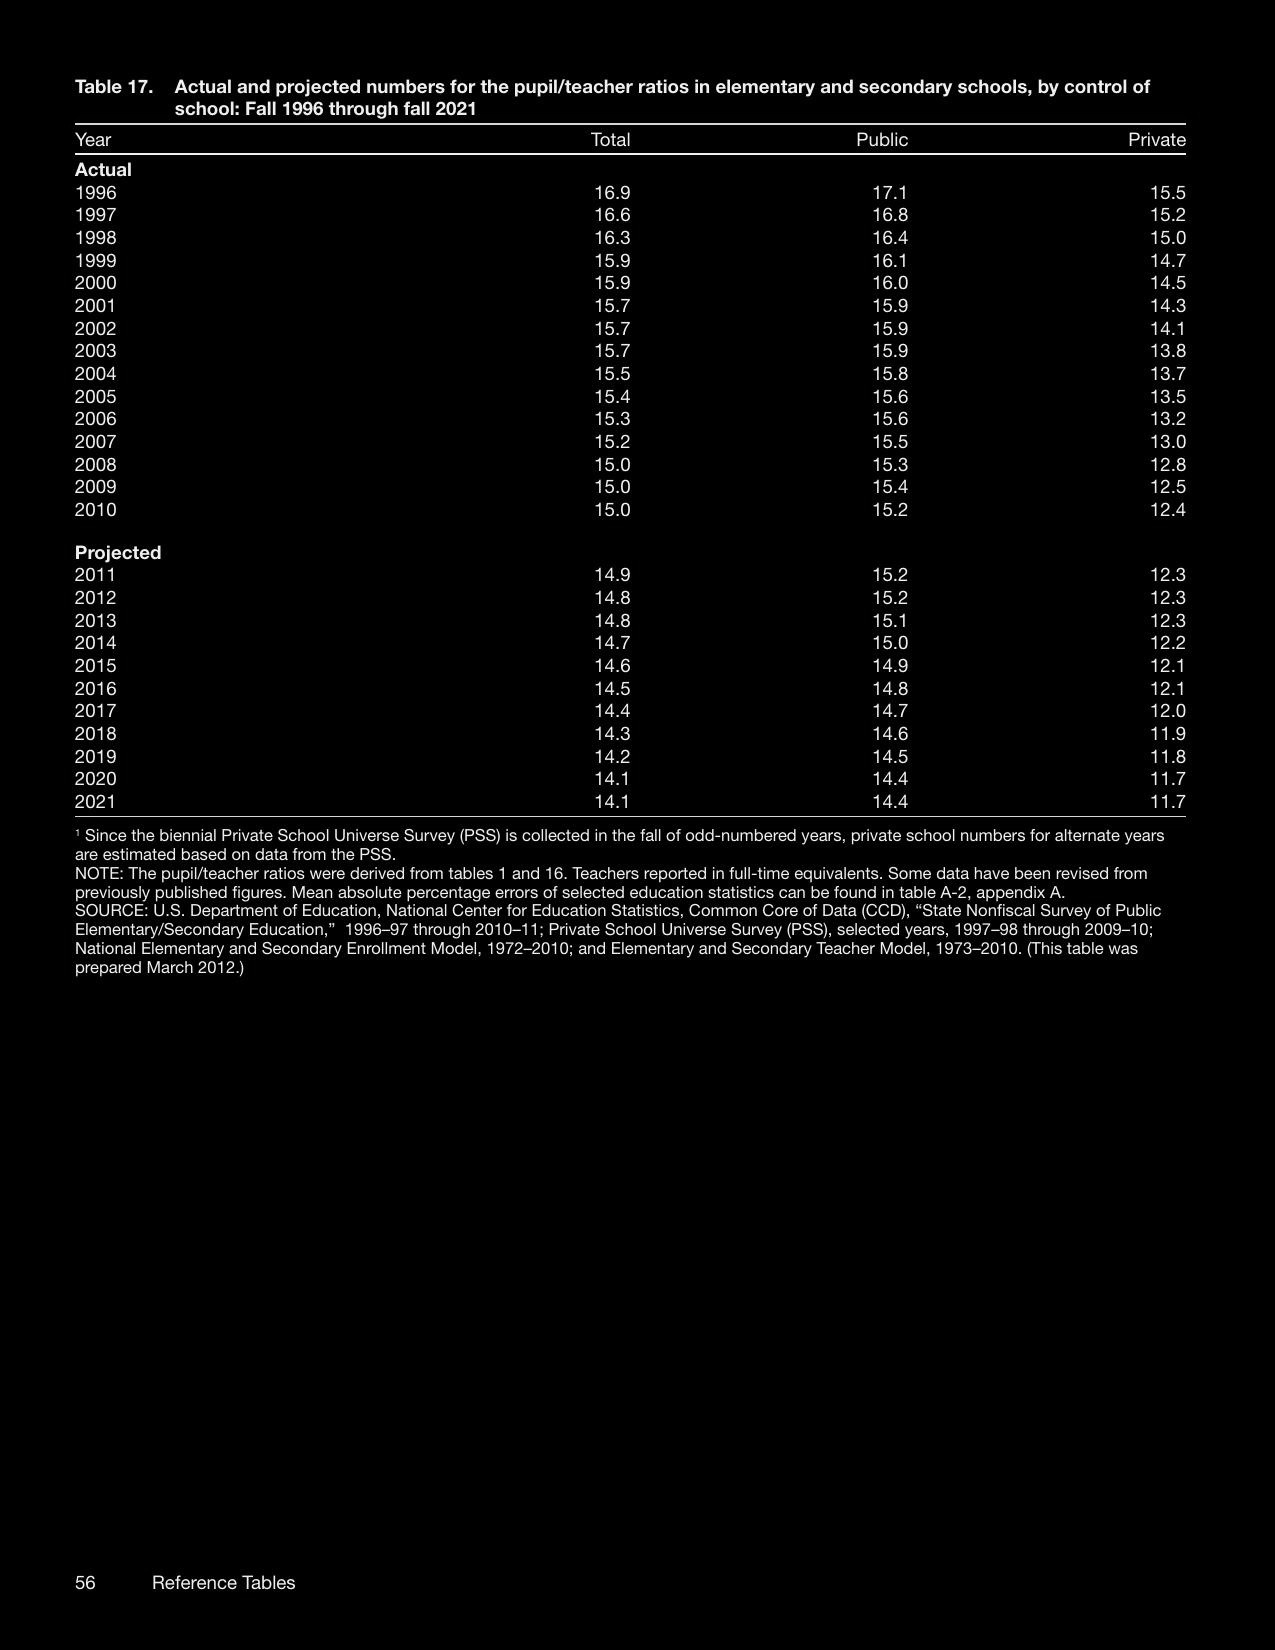 Table 17. Actual and projected numbers for the pupil/teacher ratios in elementary and secondary schools, by control of
school: Fall 1996 through fall 2021
Year Total Public Private
Actual
1996 16.9 17.1 15.5
1997 16.6 16.8 15.2
1998 16.3 16.4 15.0
1999 15.9 16.1 14.7
2000 15.9 16.0 14.5
2001 15.7 15.9 14.3
2002 15.7 15.9 14.1
2003 15.7 15.9 13.8
2004 15.5 15.8 13.7
2005 15.4 15.6 13.5
2006 15.3 15.6 13.2
2007 15.2 15.5 13.0
2008 15.0 15.3 12.8
2009 15.0 15.4 12.5
2010 15.0 15.2 12.4
Projected
2011 14.9 15.2 12.3
2012 14.8 15.2 12.3
2013 14.8 15.1 12.3
2014 14.7 15.0 12.2
2015 14.6 14.9 12.1
2016 14.5 14.8 12.1
2017 14.4 14.7 12.0
2018 14.3 14.6 11.9
2019 14.2 14.5 11.8
2020 14.1 14.4 11.7
2021 14.1 14.4 11.7
1 Since the biennial Private School Universe Survey (PSS) is collected in the fall of odd-numbered years, private school numbers for alternate years
are estimated based on data from the PSS.
NOTE: The pupil/teacher ratios were derived from tables 1 and 16. Teachers reported in full-time equivalents. Some data have been revised from
previously published figures. Mean absolute percentage errors of selected education statistics can be found in table A-2, appendix A.
SOURCE: U.S. Department of Education, National Center for Education Statistics, Common Core of Data (CCD), “State Nonfiscal Survey of Public
Elementary/Secondary Education,” 1996–97 through 2010–11; Private School Universe Survey (PSS), selected years, 1997–98 through 2009–10;
National Elementary and Secondary Enrollment Model, 1972–2010; and Elementary and Secondary Teacher Model, 1973–2010. (This table was
prepared March 2012.)
56 Reference Tables